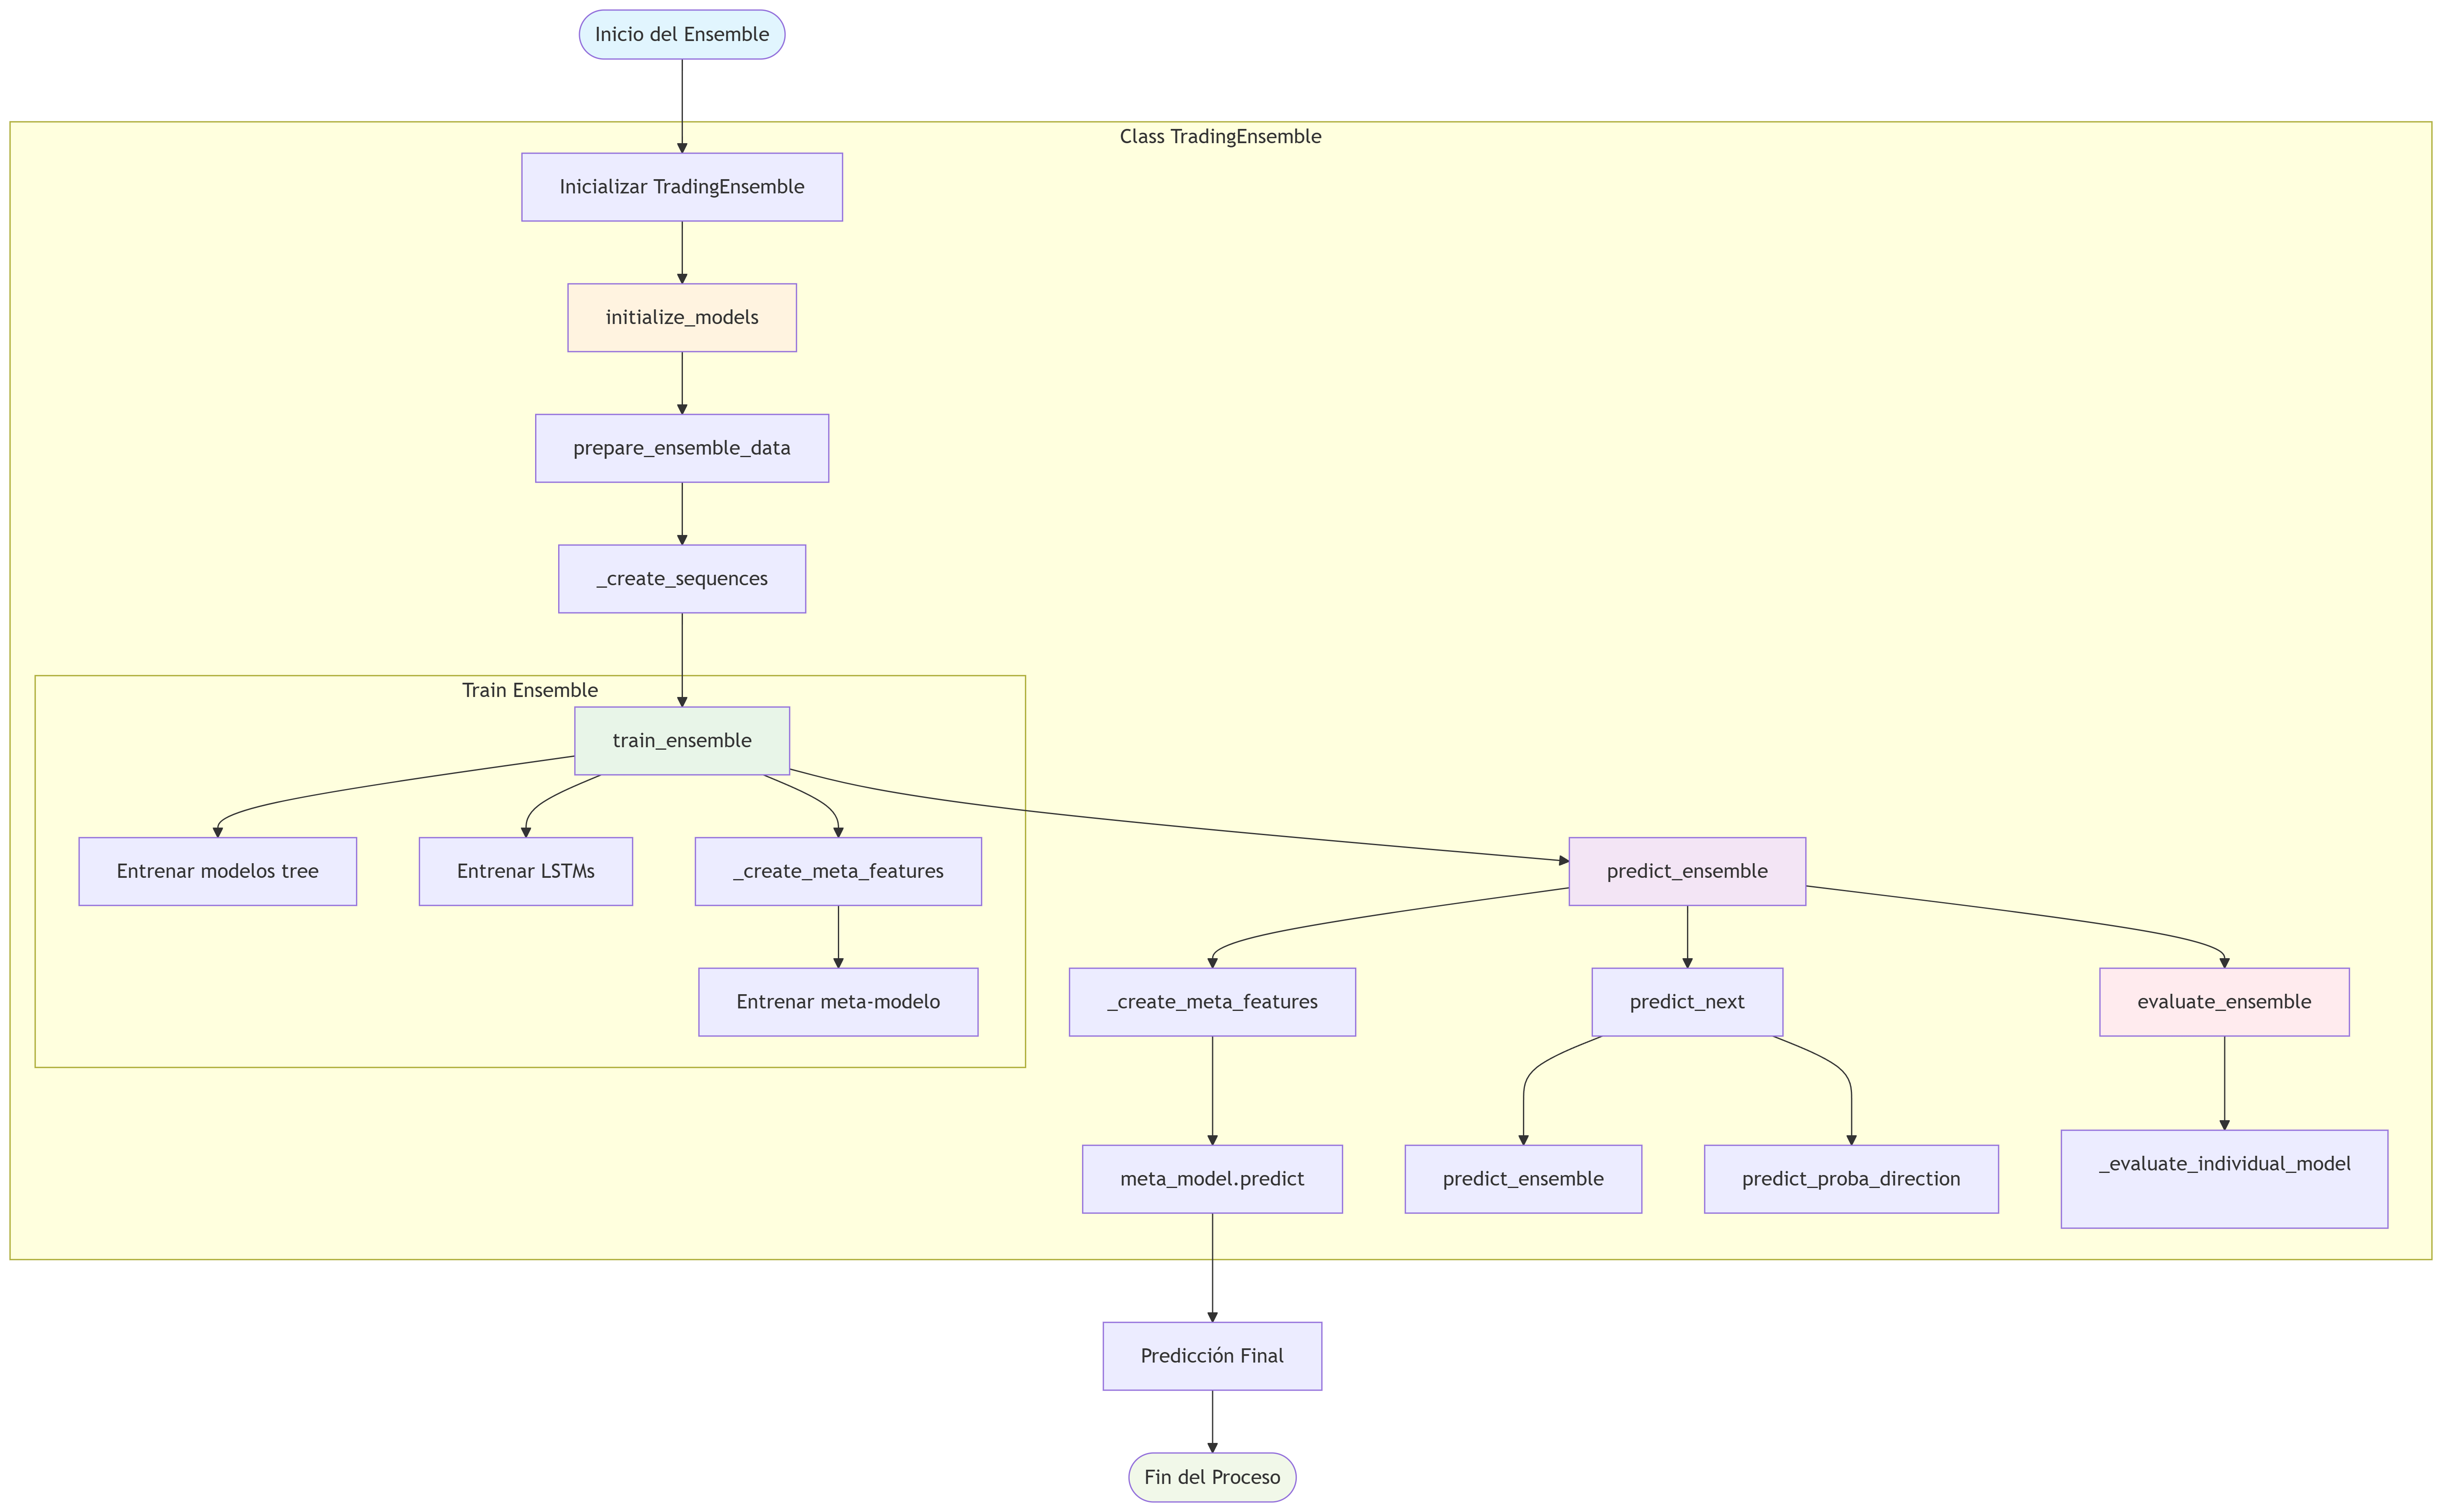 Inicio del Ensemble
Class TradingEnsemble
Inicializar TradingEnsemble
initialize_models
prepare_ensemble_data
_create_sequences
Train Ensemble
train_ensemble
Entrenar modelos tree
Entrenar LSTMs
_create_meta_features
predict_ensemble
Entrenar meta-modelo
_create_meta_features
predict_next
evaluate_ensemble
meta_model.predict
predict_ensemble
predict_proba_direction
_evaluate_individual_model
Predicción Final
Fin del Proceso